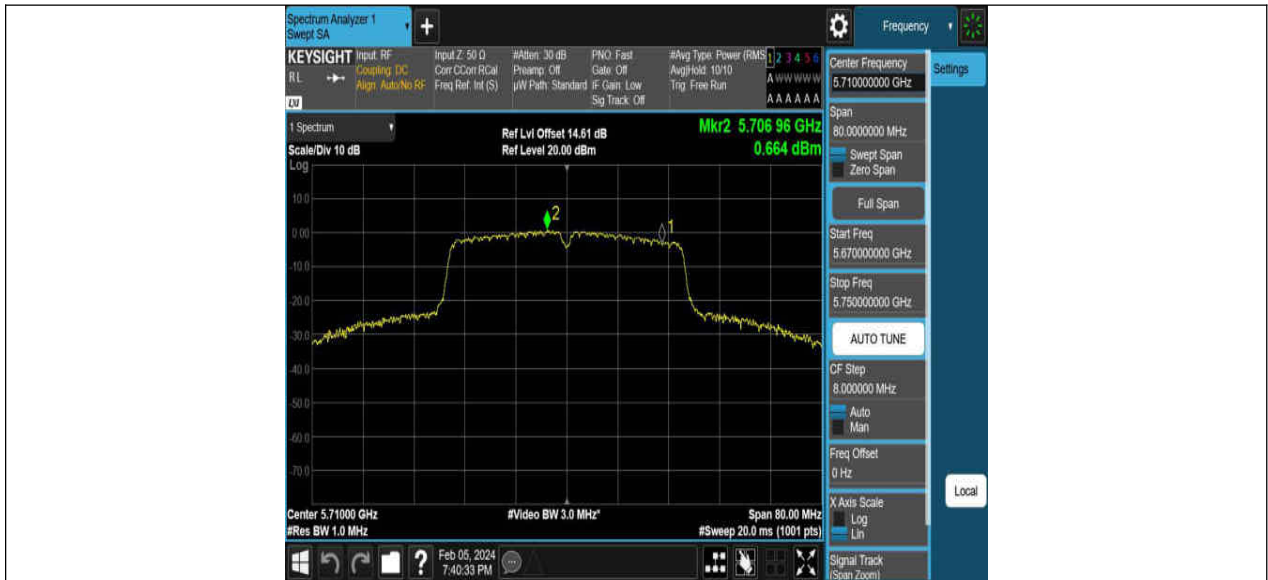 Spectrum Analyzer 1
Swept SA
+
Frequency
KEYSIGHT
RL
LXI
Input: RF
Coupling: DC
Align: Auto/No RF
Input Z: 50 Ω
Corr CCorr RCal
Freq Ref: Int (S)
#Atten: 30 dB
Preamp: Off
µW Path: Standard
PNO: Fast
Gate: Off
IF Gain: Low
Sig Track: Off
#Avg Type: Power (RMS
Avg|Hold: 10/10
Trig: Free Run
1 2 3 4 5 6
A W W W W W
A A A A A A
1 Spectrum
Scale/Div 10 dB
Log
Ref Lvl Offset 14.61 dB
Ref Level 20.00 dBm
Mkr2 5.706 96 GHz
0.664 dBm
10.0
0.00
-10.0
-20.0
-30.0
-40.0
-50.0
-60.0
-70.0
2
1
Center 5.71000 GHz
#Res BW 1.0 MHz
#Video BW 3.0 MHz*
Span 80.00 MHz
#Sweep 20.0 ms (1001 pts)
?
Feb 05, 2024
7:40:33 PM
Center Frequency
5.710000000 GHz
Settings
Span
80.0000000 MHz
Swept Span
Zero Span
Full Span
Start Freq
5.670000000 GHz
Stop Freq
5.750000000 GHz
AUTO TUNE
CF Step
8.000000 MHz
Auto
Man
Freq Offset
0 Hz
X Axis Scale
Log
Lin
Local
Signal Track
(Span Zoom)